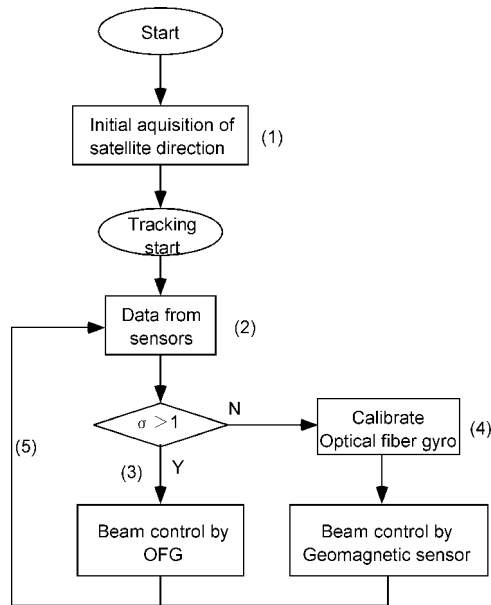 Start
Initial aquisition of
satellite direction
(1)
Tracking
start
Data from
sensors
(2)
σ >1
N
Calibrate
Optical fiber gyro
(4)
(5)
(3)
Y
Beam control by
OFG
Beam control by
Geomagnetic sensor